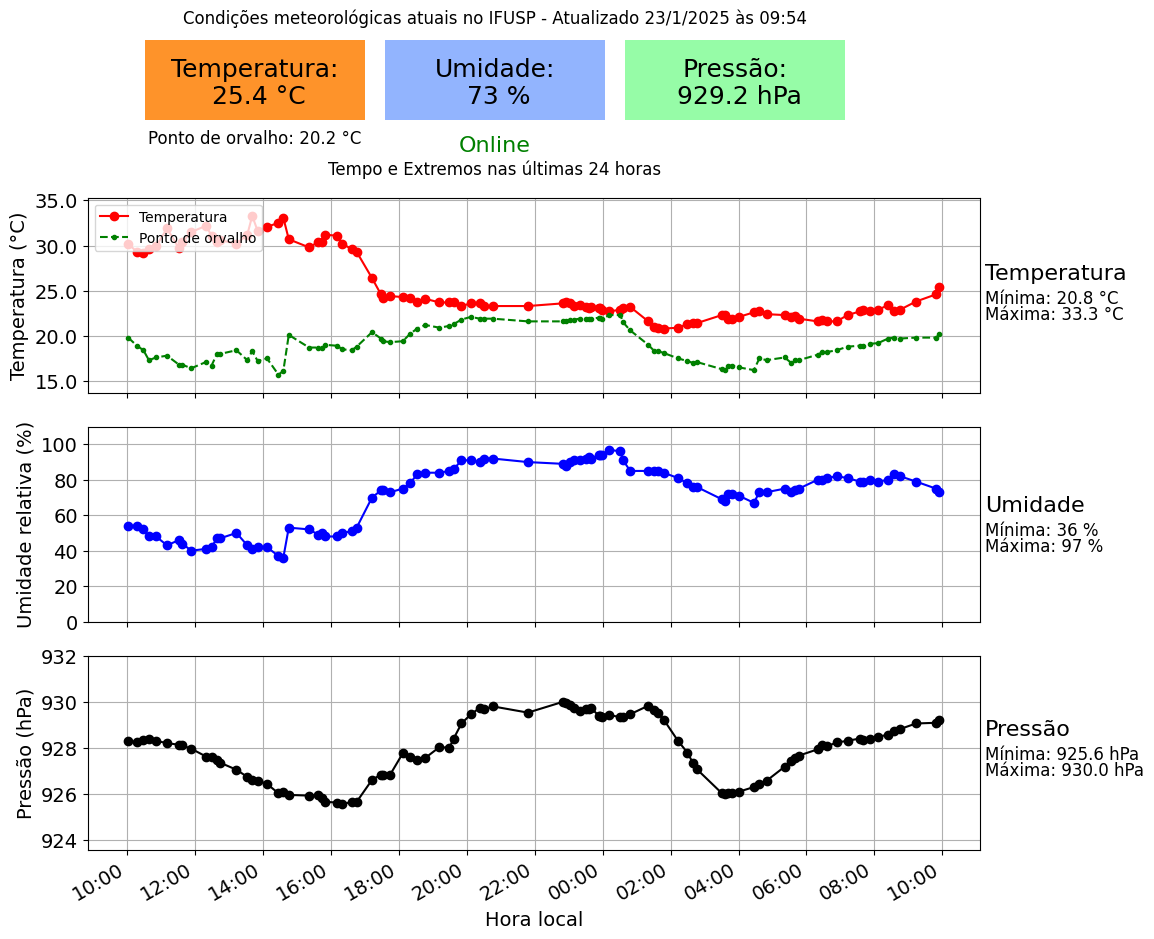 Condições meteorológicas atuais no IFUSP - Atualizado 23/1/2025 às 09:54
Temperatura:
25.4 °C
Umidade:
73 %
Pressão:
929.2 hPa
Ponto de orvalho: 20.2 °C
Online
Tempo e Extremos nas últimas 24 horas
Temperatura (°C)
35.0
30.0
25.0
20.0
15.0
Temperatura
Ponto de orvalho
Temperatura
Mínima: 20.8 °C
Máxima: 33.3 °C
Umidade relativa (%)
100
80
60
40
20
0
Umidade
Mínima: 36 %
Máxima: 97 %
Pressão (hPa)
932
930
928
926
924
Pressão
Mínima: 925.6 hPa
Máxima: 930.0 hPa
10:00
12:00
14:00
16:00
18:00
20:00
22:00
00:00
02:00
04:00
06:00
08:00
10:00
Hora local